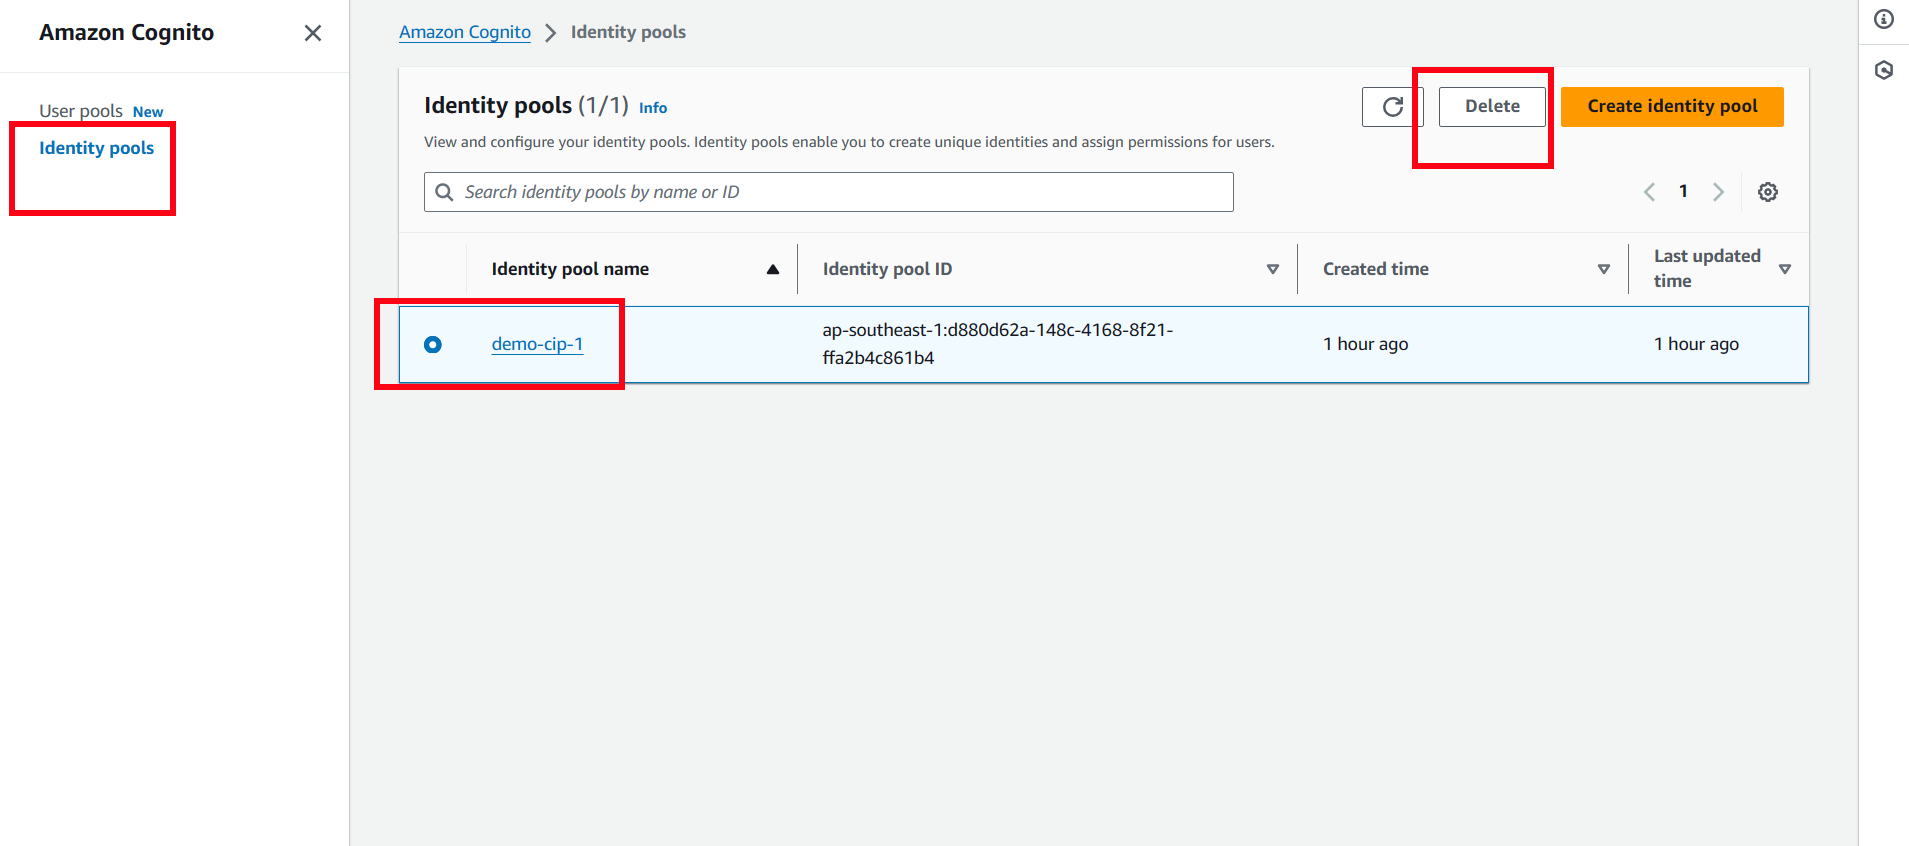 Amazon Cognito
User pools New
Identity pools
Amazon Cognito Identity pools
Identity pools (1/1) Info
Delete
Create identity pool
View and configure your identity pools. Identity pools enable you to create unique identities and assign permissions for users.
Search identity pools by name or ID
1
Identity pool name
Identity pool ID
Created time
Last updated
time
demo-cip-1
ap-southeast-1:d880d62a-148c-4168-8f21-
ffa2b4c861b4
1 hour ago
1 hour ago